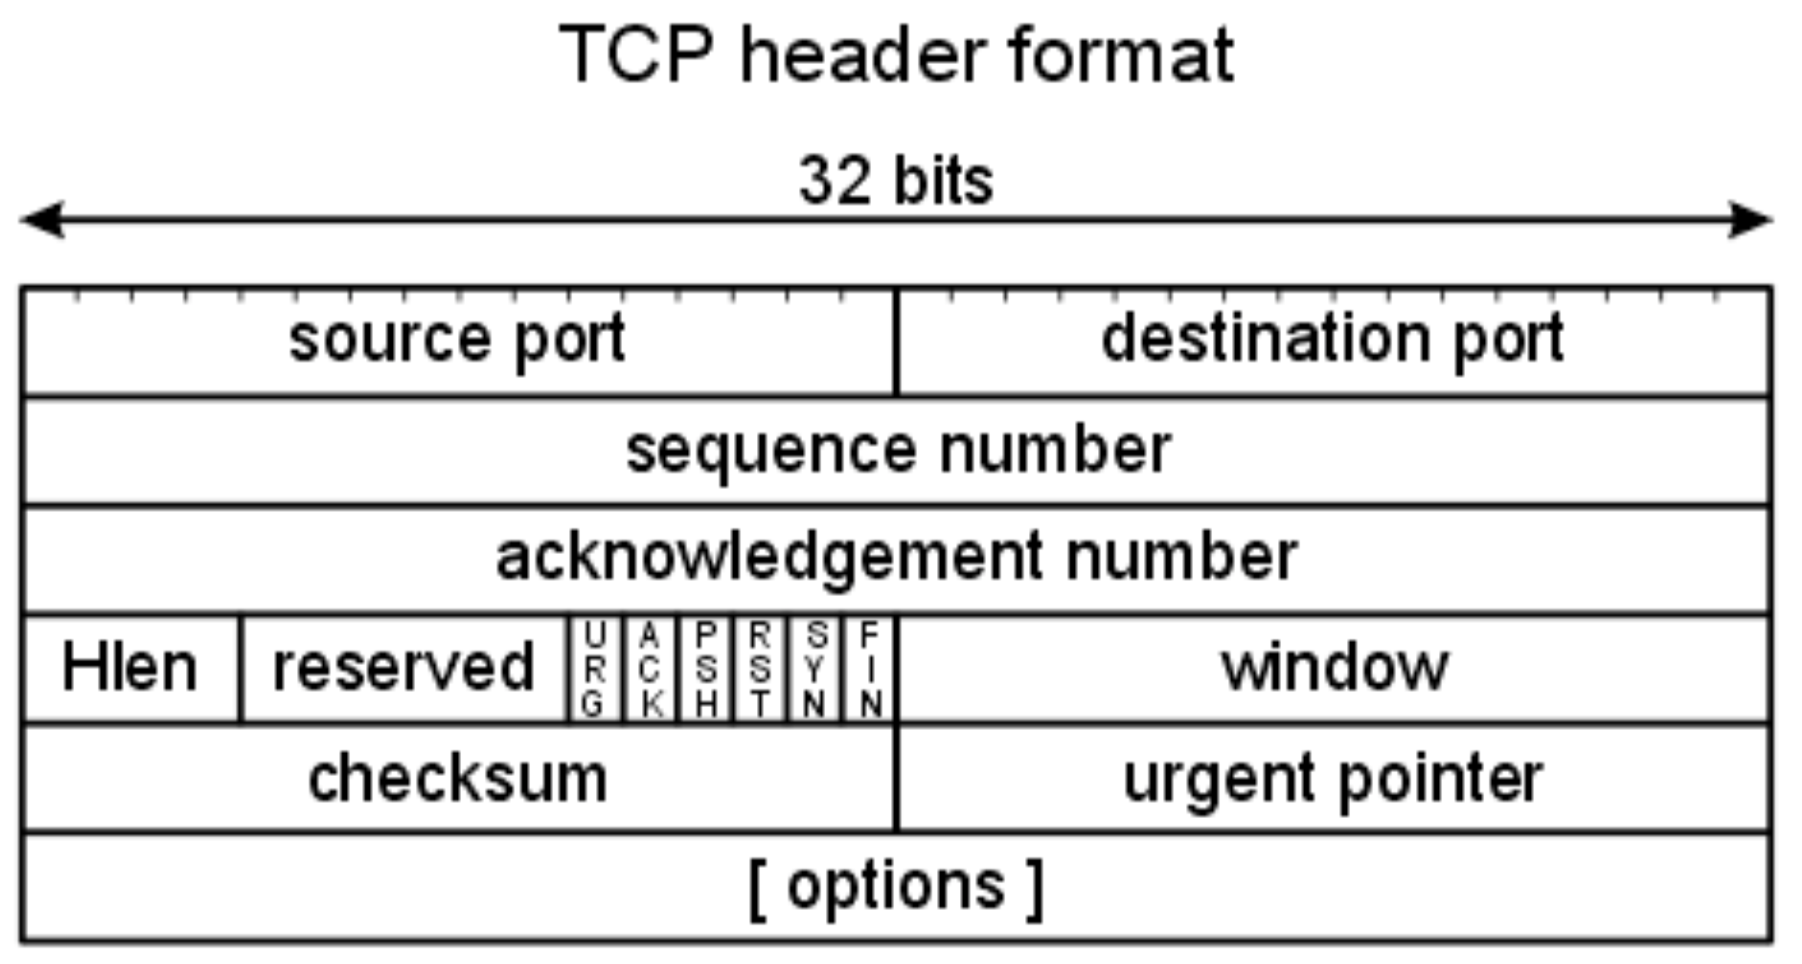 TCP header format
32 bits
source port destination port
sequence number
acknowledgement number
Hlen reserved URG ACK PSH RST SYN FIN window
checksum urgent pointer
[ options ]